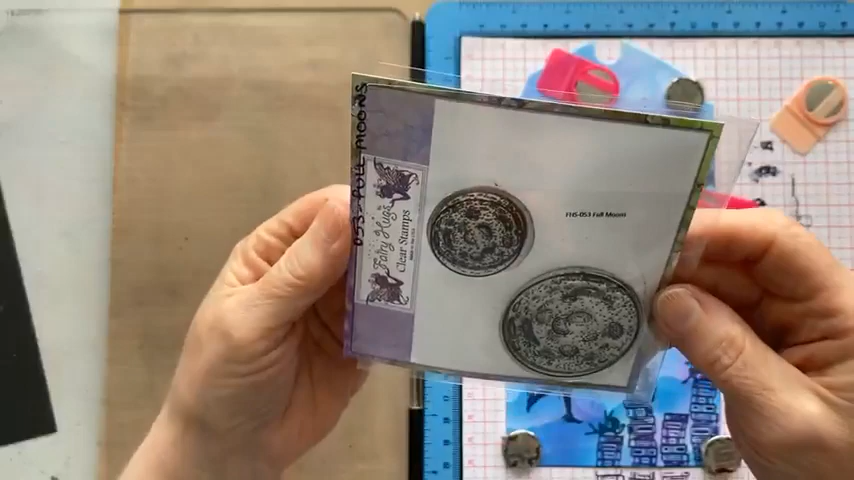 053-FULL MOONS
Fairy Hugs
Clear Stamps
FHS-053 Full Moons